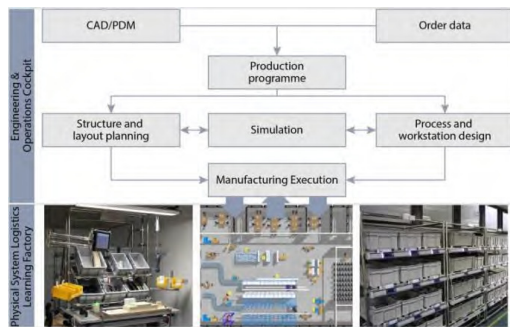 CAD/PDM
Order data
Production
programme
Structure and
layout planning
Simulation
Process and
workstation design
Manufacturing Execution
Engineering &
Operations Cockpit
Physical System Logistics
Learning Factory